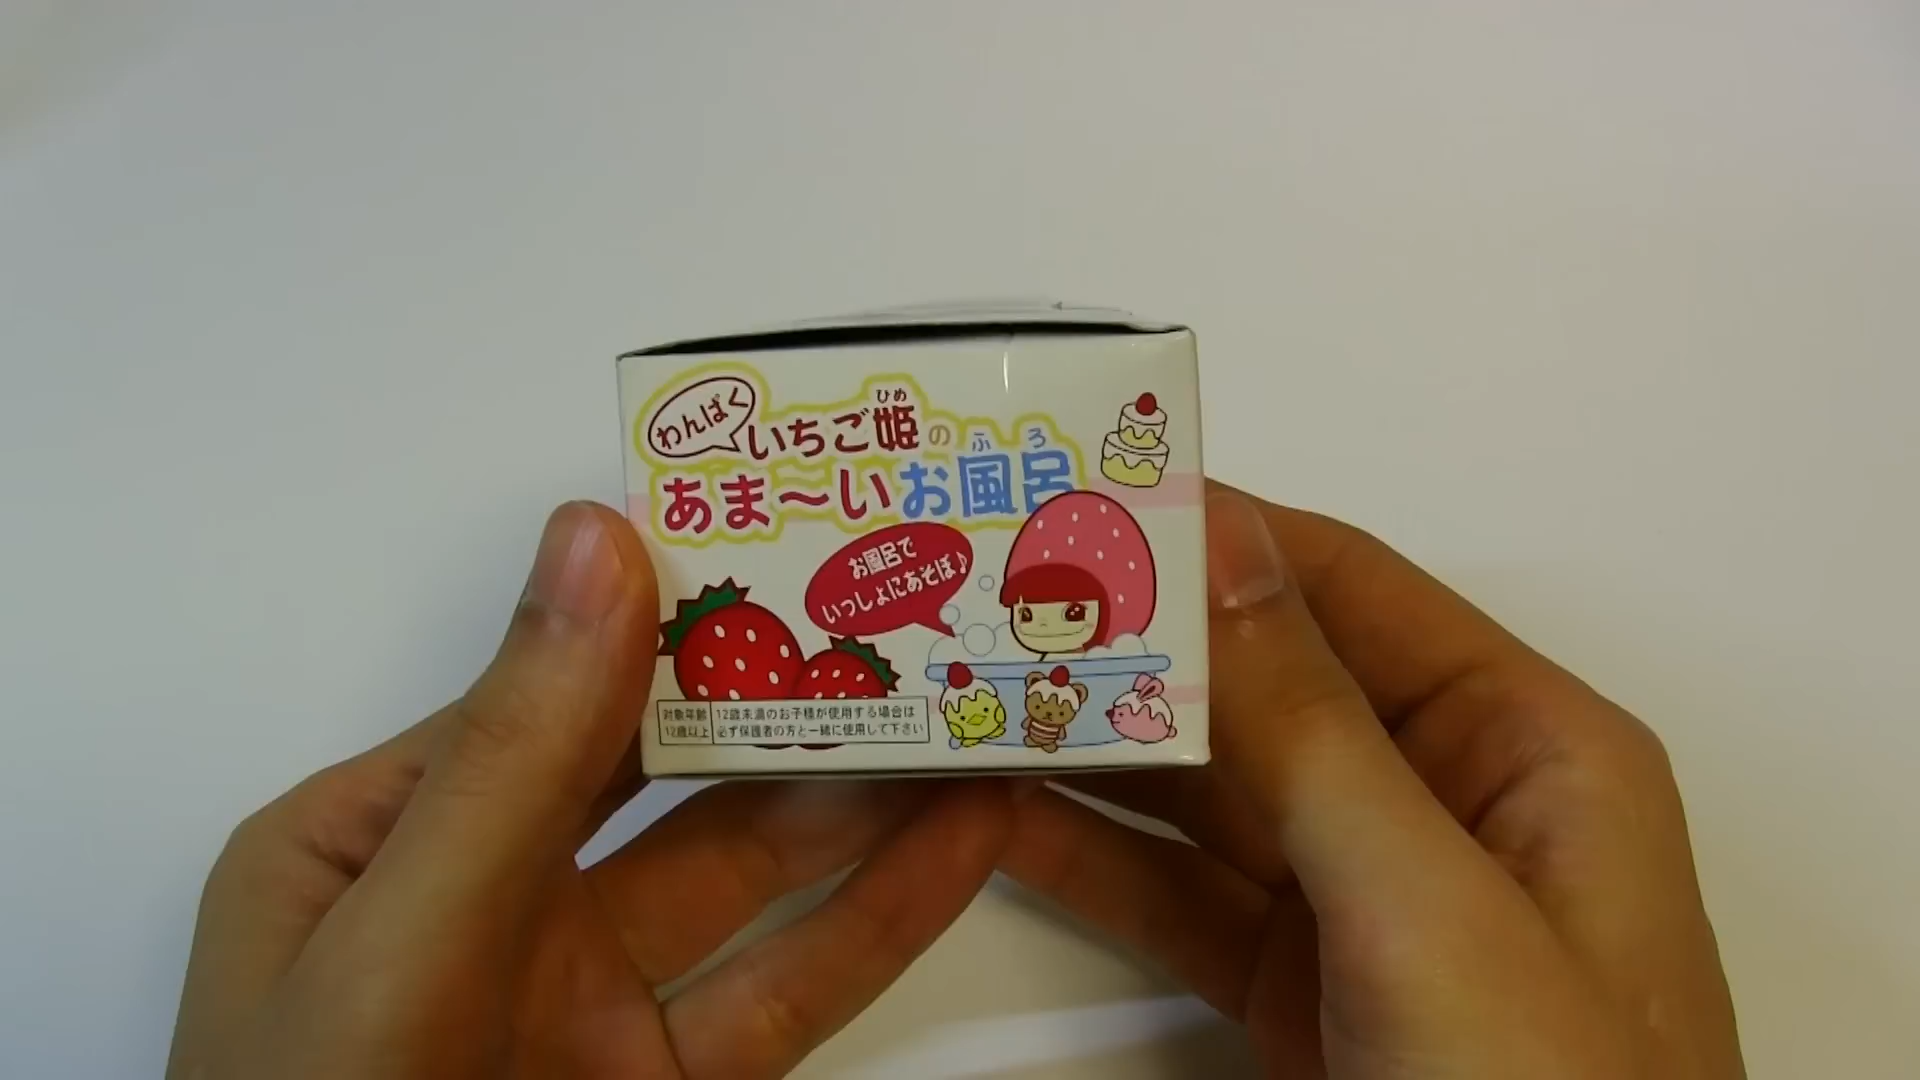 わんぱく
いちご姫の
ひめ
あま〜いお風呂
ふろ
お風呂で
いっしょにあそぼ♪
対象年齢
12歳以上
12歳未満のお子様が使用する場合は
必ず保護者の方と一緒に使用して下さい